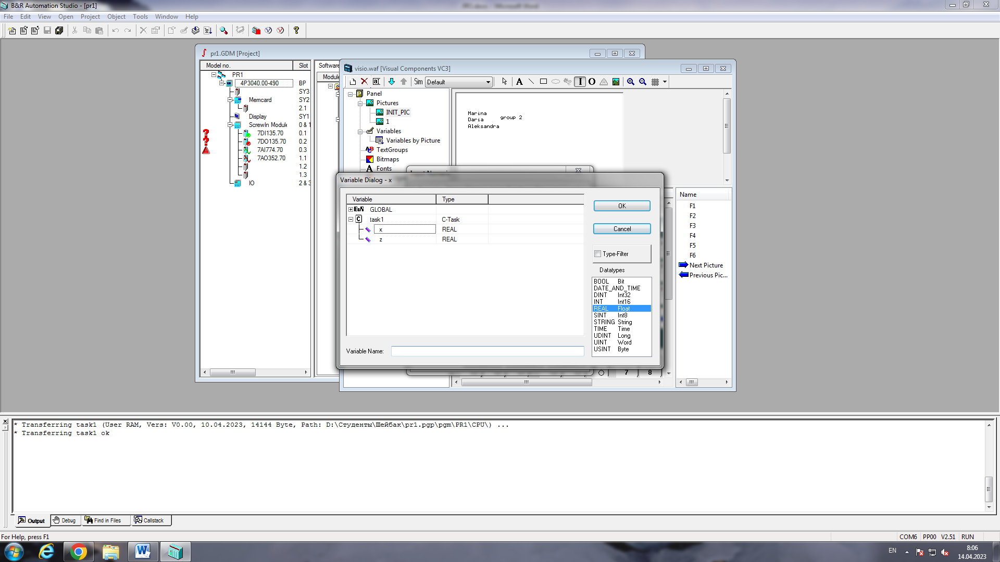 B&R Automation Studio - [pr1]
File Edit View Open Project Object Tools Window Help
pr1.GDM [Project]
Model no. Slot
PR1
4P3040.00-490 BP
SY3
Memcard SY2
2.1
Display SY1
ScrewIn Module 0 & 1
7DI135.70 0.1
7DO135.70 0.2
7AI774.70 0.3
7AO352.70 1.1
1.2
1.3
IO 2 & 3
Software
Module
visio.waf [Visual Components VC3]
Sim Default
Panel
Pictures
INIT_PIC
1
Variables
Variables by Picture
TextGroups
Bitmaps
Fonts
Marina
Daria group 2
Aleksandra
Variable Dialog - x
Variable Type
GLOBAL
task1 C-Task
x REAL
z REAL
OK
Cancel
Type-Filter
Datatypes
BOOL Bit
DATE_AND_TIME
DINT Int32
INT Int16
REAL Float
SINT Int8
STRING String
TIME Time
UDINT Long
UINT Word
USINT Byte
Variable Name:
7 8
Name
F1
F2
F3
F4
F5
F6
Next Picture
Previous Pic...
* Transferring task1 (User RAM, Vers: V0.00, 10.04.2023, 14144 Byte, Path: D:\Студенты\Шейбак\pr1.pgp\pgm\PR1\CPU\) ...
* Transferring task1 ok
Output Debug Find in Files Callstack
For Help, press F1
COM6 PP00 V2.51 RUN
EN
8:06
14.04.2023